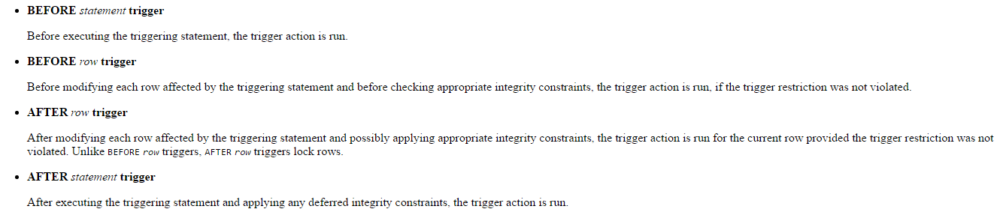 • BEFORE statement trigger
Before executing the triggering statement, the trigger action is run.
• BEFORE row trigger
Before modifying each row affected by the triggering statement and before checking appropriate integrity constraints, the trigger action is run, if the trigger restriction was not violated.
• AFTER row trigger
After modifying each row affected by the triggering statement and possibly applying appropriate integrity constraints, the trigger action is run for the current row provided the trigger restriction was not
violated. Unlike BEFORE row triggers, AFTER row triggers lock rows.
• AFTER statement trigger
After executing the triggering statement and applying any deferred integrity constraints, the trigger action is run.